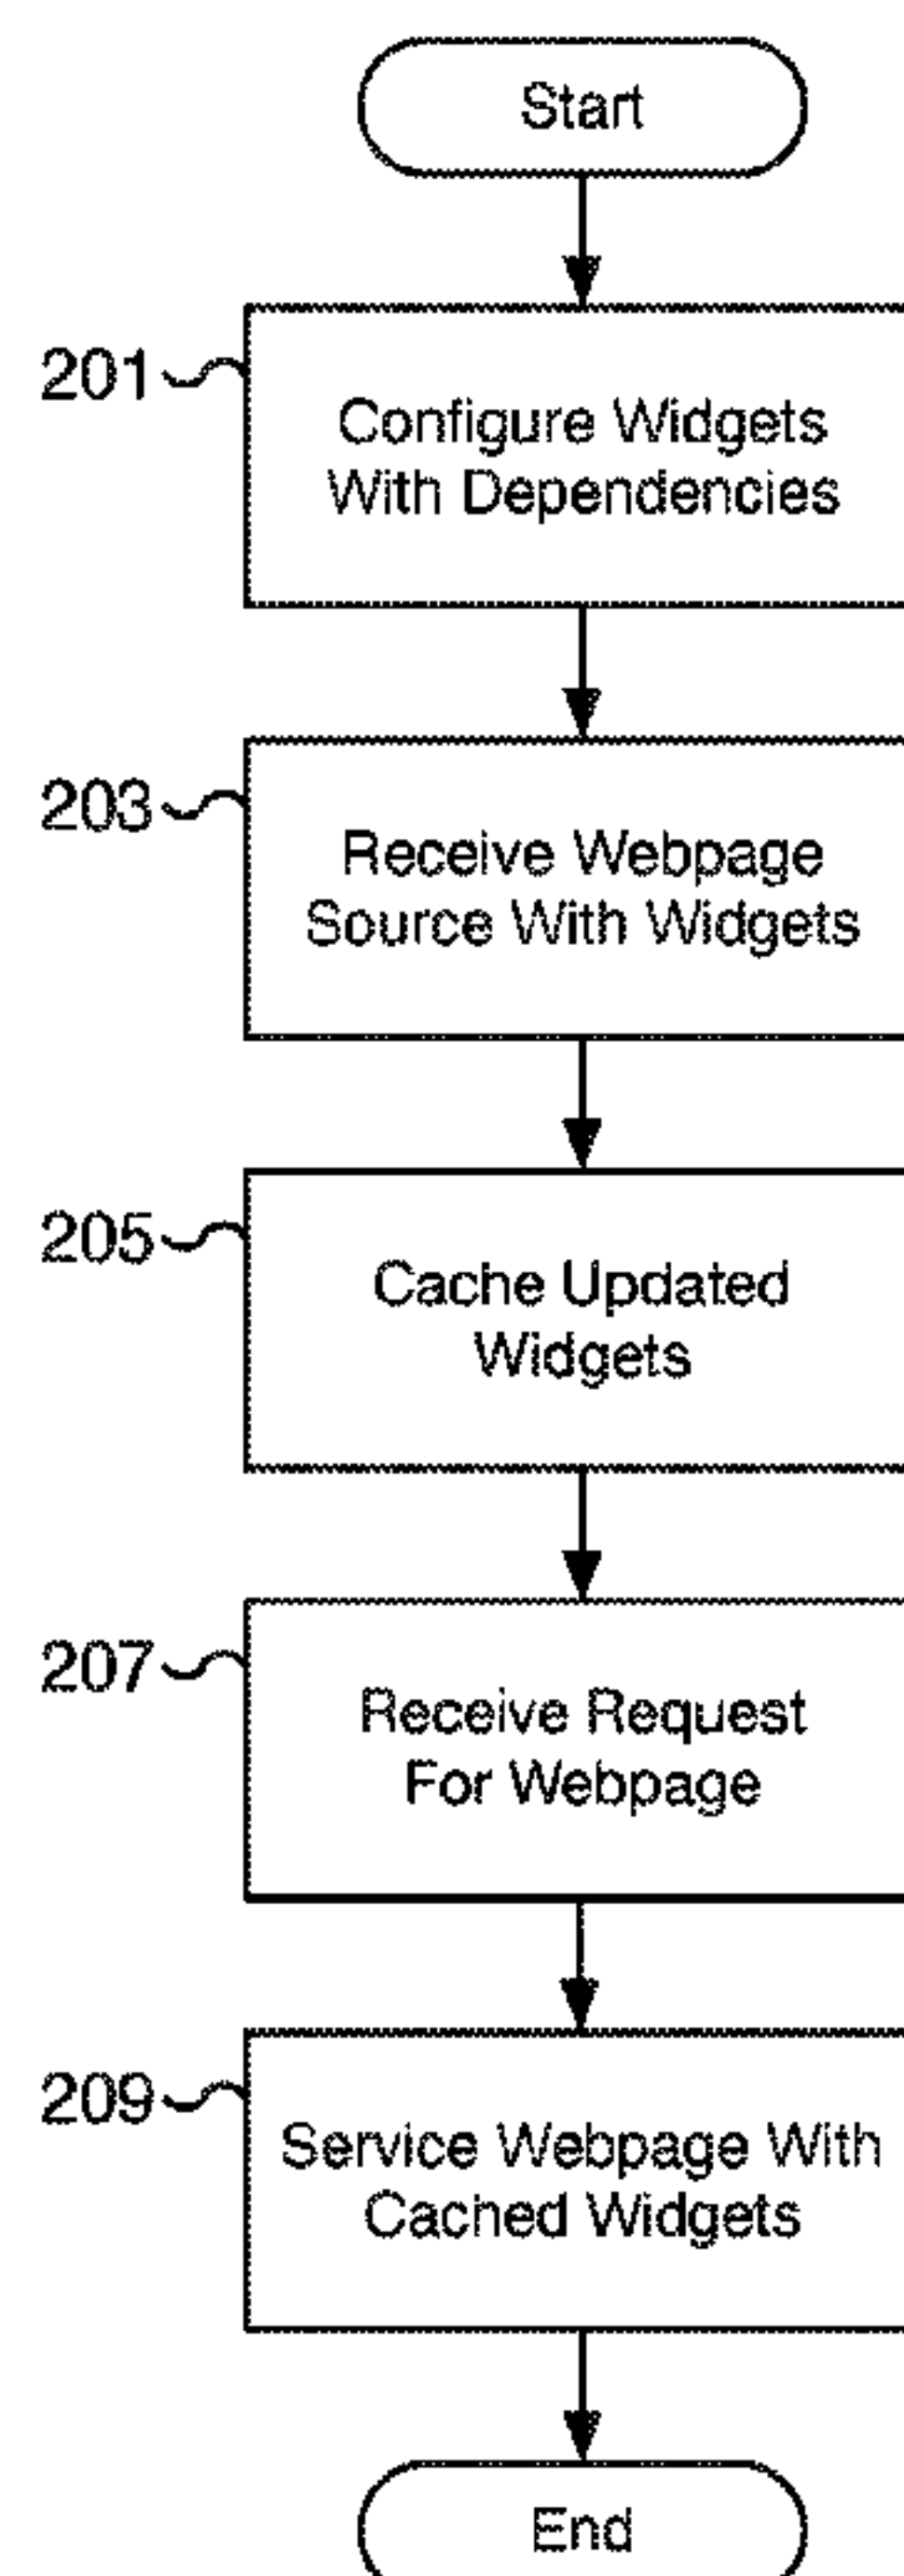 Start
201
Configure Widgets
With Dependencies
203
Receive Webpage
Source With Widgets
205
Cache Updated
Widgets
207
Receive Request
For Webpage
209
Service Webpage With
Cached Widgets
End